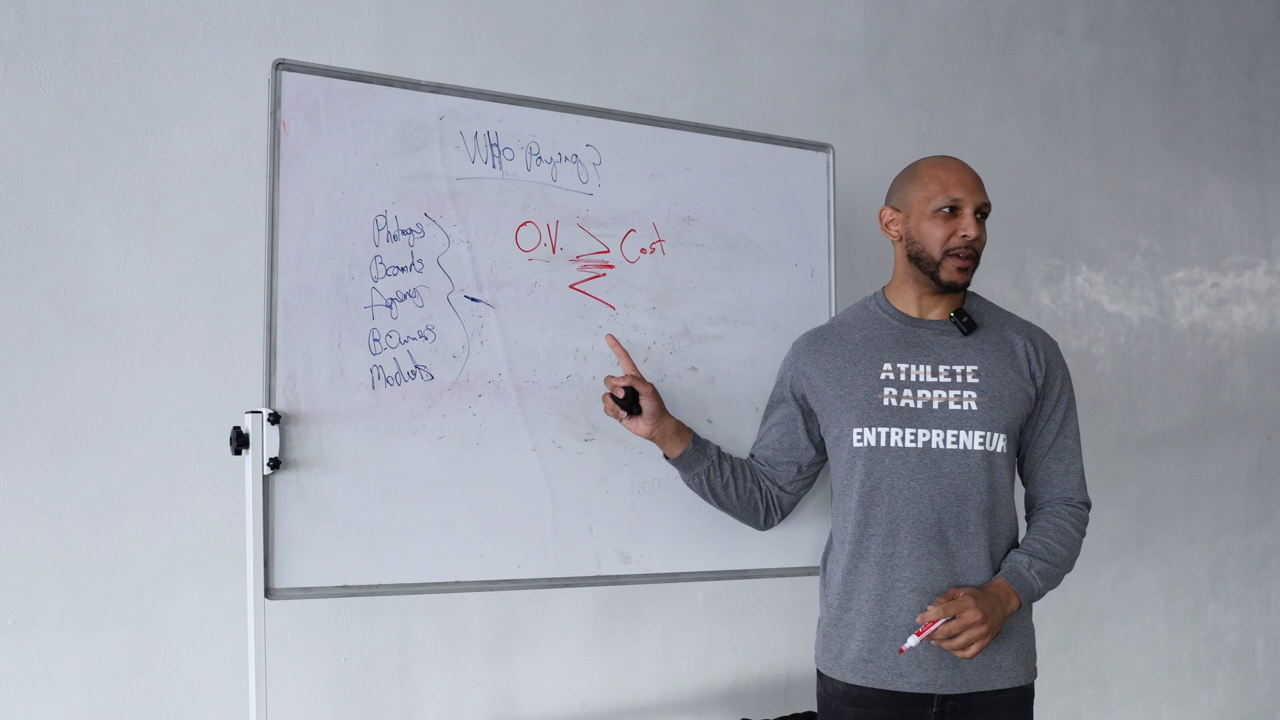 Who Paying?
Photogs
Brands
Agency
B.Owners
Models
O.V. > Cost
=
<
ATHLETE
RAPPER
ENTREPRENEUR